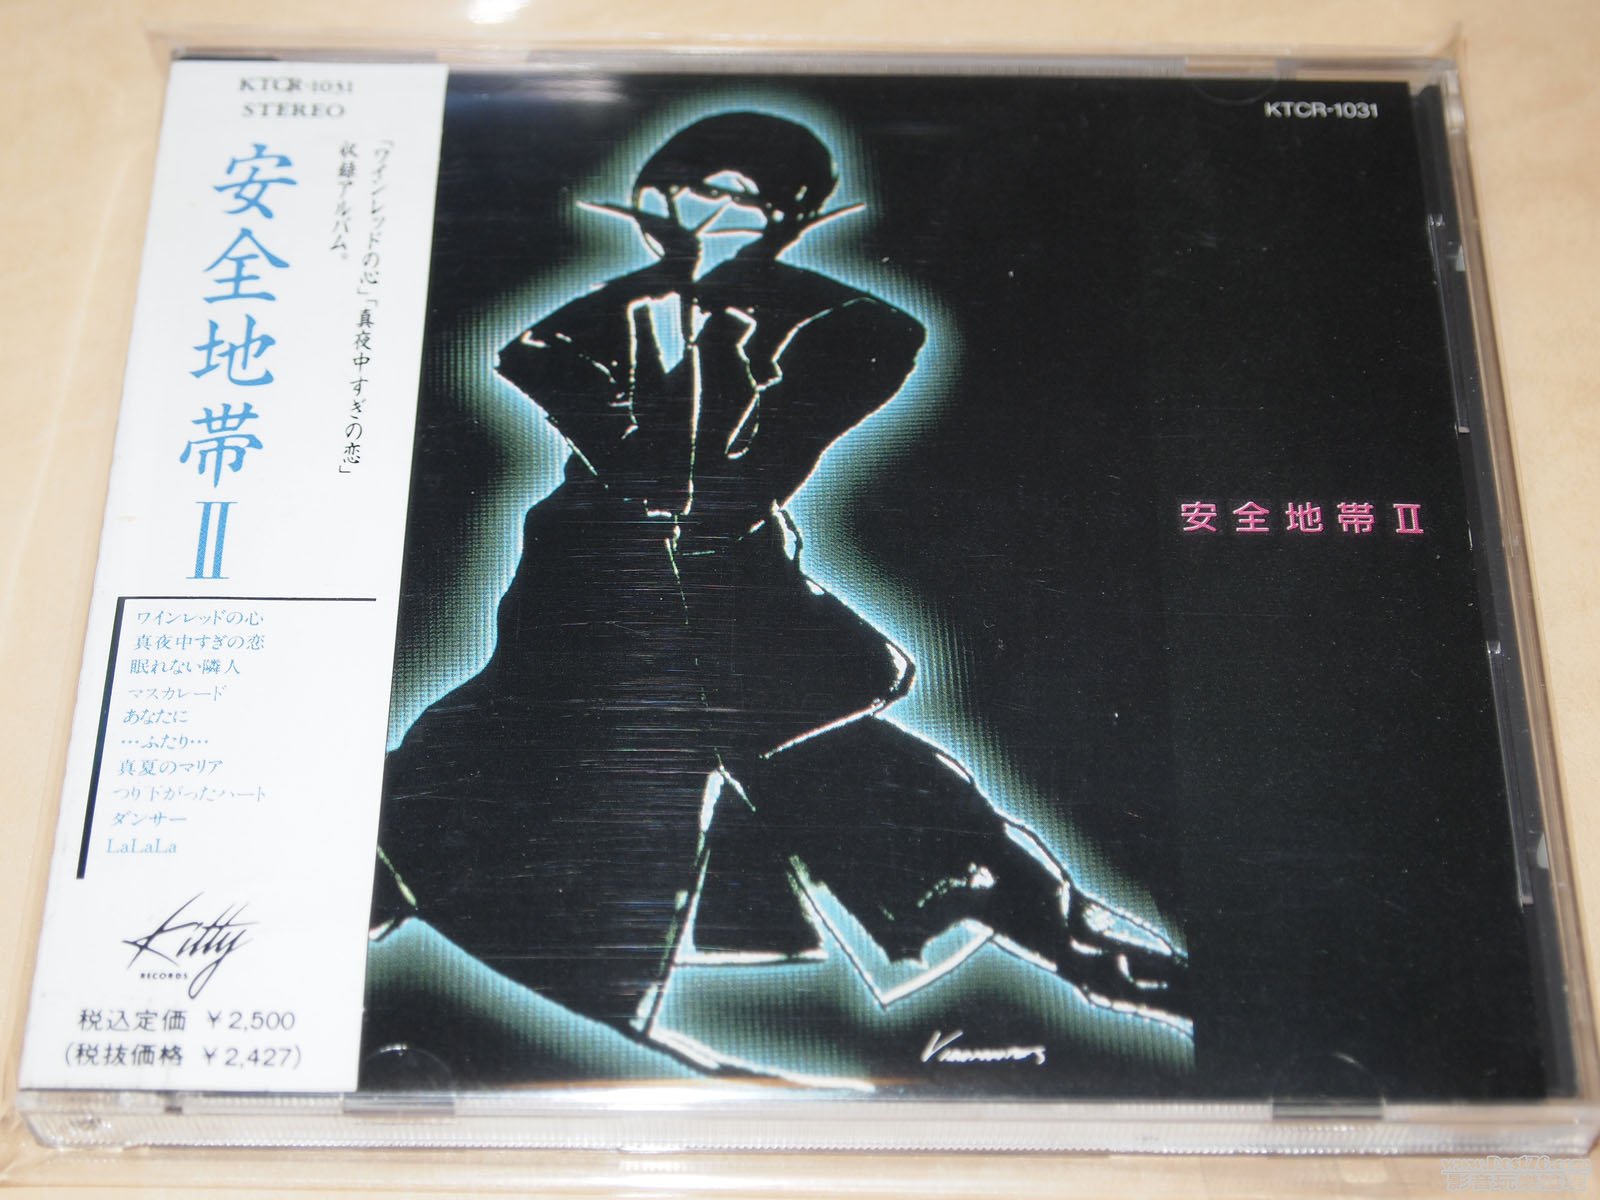 KTCR-1031
STEREO
「ワインレッドの心」「真夜中すぎの恋」
収録アルバム。
安全地帯II
ワインレッドの心
真夜中すぎの恋
眠れない隣人
マスカレード
あなたに
…ふたり…
真夏のマリア
つり下がったハート
ダンサー
LaLaLa
Kitty
RECORDS
税込定価 ¥2,500
(税抜価格 ¥2,427)
KTCR-1031
安全地帯II